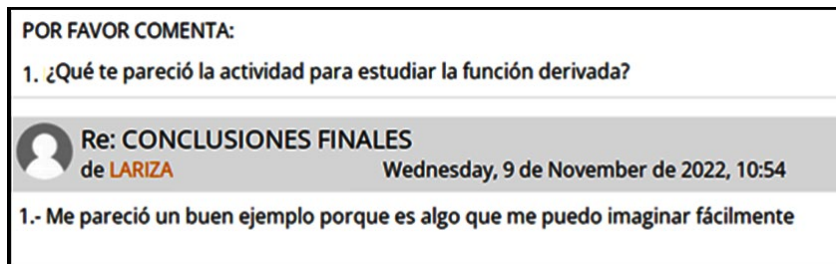 POR FAVOR COMENTA:
1. ¿Qué te pareció la actividad para estudiar la función derivada?
Re: CONCLUSIONES FINALES
de LARIZA Wednesday, 9 de November de 2022, 10:54
1.- Me pareció un buen ejemplo porque es algo que me puedo imaginar fácilmente